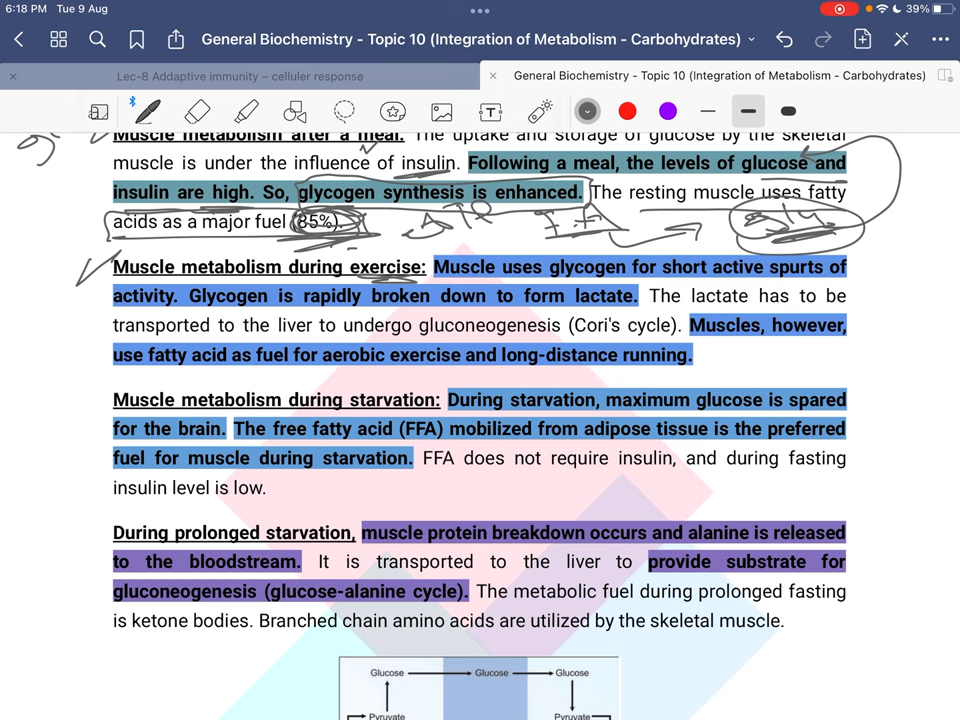 6:18 PM Tue 9 Aug
39%
General Biochemistry - Topic 10 (Integration of Metabolism - Carbohydrates)
Lec-8 Addaptive immunity – celluler response
General Biochemistry - Topic 10 (Integration of Metabolism - Carbohydrates)
Muscle metabolism after a meal: The uptake and storage of glucose by the skeletal
muscle is under the influence of insulin. Following a meal, the levels of glucose and
insulin are high. So, glycogen synthesis is enhanced. The resting muscle uses fatty
acids as a major fuel (85%).
Muscle metabolism during exercise: Muscle uses glycogen for short active spurts of
activity. Glycogen is rapidly broken down to form lactate. The lactate has to be
transported to the liver to undergo gluconeogenesis (Cori's cycle). Muscles, however,
use fatty acid as fuel for aerobic exercise and long-distance running.
Muscle metabolism during starvation: During starvation, maximum glucose is spared
for the brain. The free fatty acid (FFA) mobilized from adipose tissue is the preferred
fuel for muscle during starvation. FFA does not require insulin, and during fasting
insulin level is low.
During prolonged starvation, muscle protein breakdown occurs and alanine is released
to the bloodstream. It is transported to the liver to provide substrate for
gluconeogenesis (glucose-alanine cycle). The metabolic fuel during prolonged fasting
is ketone bodies. Branched chain amino acids are utilized by the skeletal muscle.
Glucose Glucose Glucose
Pyruvate Pyruvate